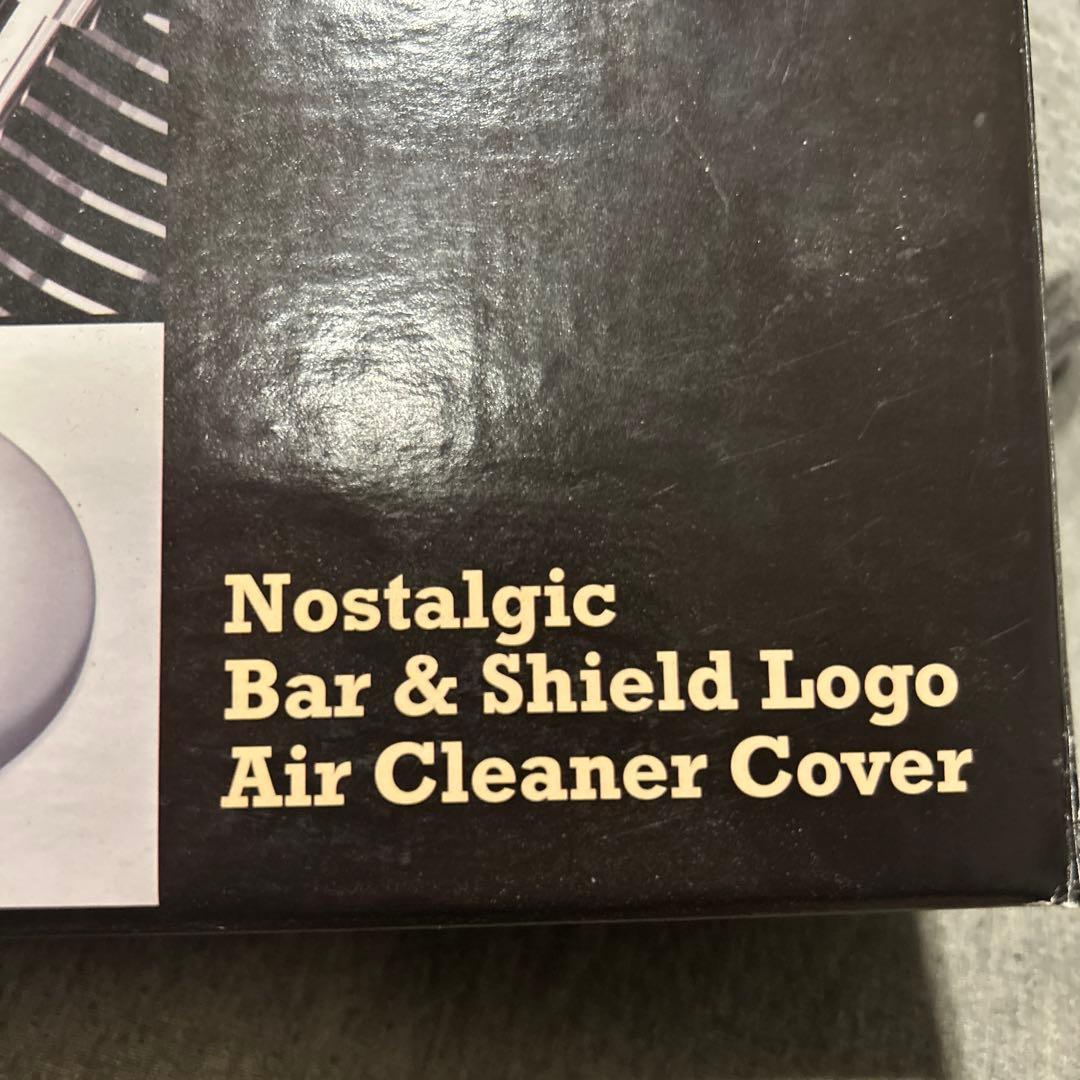 Nostalgic
Bar & Shield Logo
Air Cleaner Cover